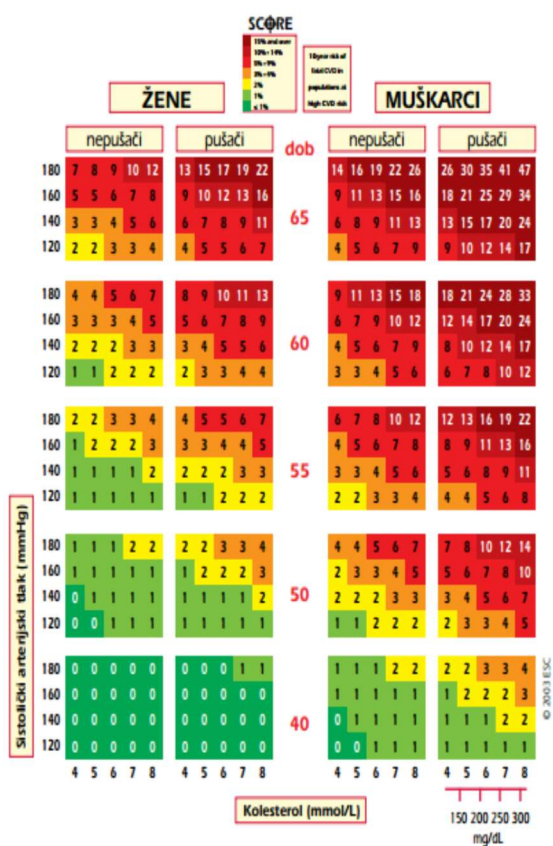 SCORE
15% and over
10% - 14%
5% - 9%
3% - 4%
2%
1%
< 1%
10-year risk of
fatal CVD in
populations at
high CVD risk
ŽENE
MUŠKARCI
nepušači pušači dob nepušači pušači
180 7 8 9 10 12 13 15 17 19 22 14 16 19 22 26 26 30 35 41 47
160 5 5 6 7 8 9 10 12 13 16 9 11 13 15 16 18 21 25 29 34
65
140 3 3 4 5 6 6 7 8 9 11 6 8 9 11 13 13 15 17 20 24
120 2 2 3 3 4 4 5 5 6 7 4 5 6 7 9 9 10 12 14 17
180 4 4 5 6 7 8 9 10 11 13 9 11 13 15 18 18 21 24 28 33
160 3 3 3 4 5 5 6 7 8 9 6 7 9 10 12 12 14 17 20 24
60
140 2 2 2 3 3 3 4 5 5 6 4 5 6 7 9 8 10 12 14 17
120 1 1 2 2 2 2 3 3 4 4 3 3 4 5 6 6 7 8 10 12
180 2 2 3 3 4 4 5 5 6 7 6 7 8 10 12 12 13 16 19 22
160 1 2 2 2 3 3 3 4 4 5 4 5 6 7 8 8 9 11 13 16
55
140 1 1 1 1 2 2 2 2 3 3 3 3 4 5 6 5 6 8 9 11
120 1 1 1 1 1 1 1 2 2 2 2 2 3 3 4 4 4 5 6 8
180 1 1 1 2 2 2 2 3 3 4 4 4 5 6 7 7 8 10 12 14
160 1 1 1 1 1 1 2 2 2 3 2 3 3 4 5 5 6 7 8 10
50
140 0 1 1 1 1 1 1 1 1 2 2 2 2 3 3 3 4 5 6 7
120 0 0 1 1 1 1 1 1 1 1 1 1 2 2 2 2 3 3 4 5
180 0 0 0 0 0 0 0 0 1 1 1 1 1 2 2 2 2 3 3 4
160 0 0 0 0 0 0 0 0 0 0 1 1 1 1 1 1 2 2 2 3
40
140 0 0 0 0 0 0 0 0 0 0 0 1 1 1 1 1 1 1 2 2
120 0 0 0 0 0 0 0 0 0 0 0 0 1 1 1 1 1 1 1 1
4 5 6 7 8 4 5 6 7 8 4 5 6 7 8 4 5 6 7 8
Sistolički arterijski tlak (mmHg)
© 2003 ESC
Kolesterol (mmol/L)
150 200 250 300
mg/dL